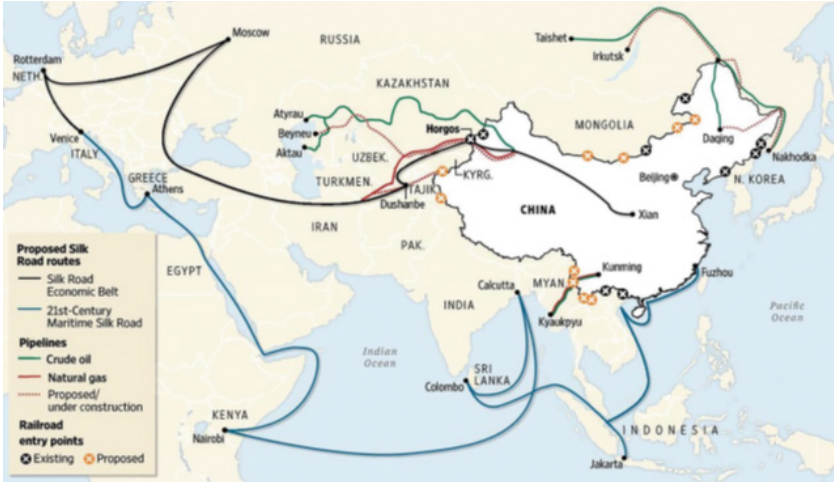 Moscow
RUSSIA
Taishet
Irkutsk
Rotterdam
NETH.
KAZAKHSTAN
Atyrau
Beyneu
Aktau
Horgos
MONGOLIA
Daqing
Nakhodka
Venice
ITALY
UZBEK.
TURKMEN.
KYRG.
TAJIK.
Dushanbe
Beijing
N. KOREA
GREECE
Athens
CHINA
Xian
IRAN
PAK.
Proposed Silk
Road routes
Silk Road
Economic Belt
21st-Century
Maritime Silk Road
Pipelines
Crude oil
Natural gas
Proposed/
under construction
Railroad
entry points
Existing
Proposed
EGYPT
Calcutta
INDIA
MYAN.
Kunming
Kyaukpyu
Fuzhou
Pacific
Ocean
Indian
Ocean
SRI
LANKA
Colombo
KENYA
Nairobi
INDONESIA
Jakarta